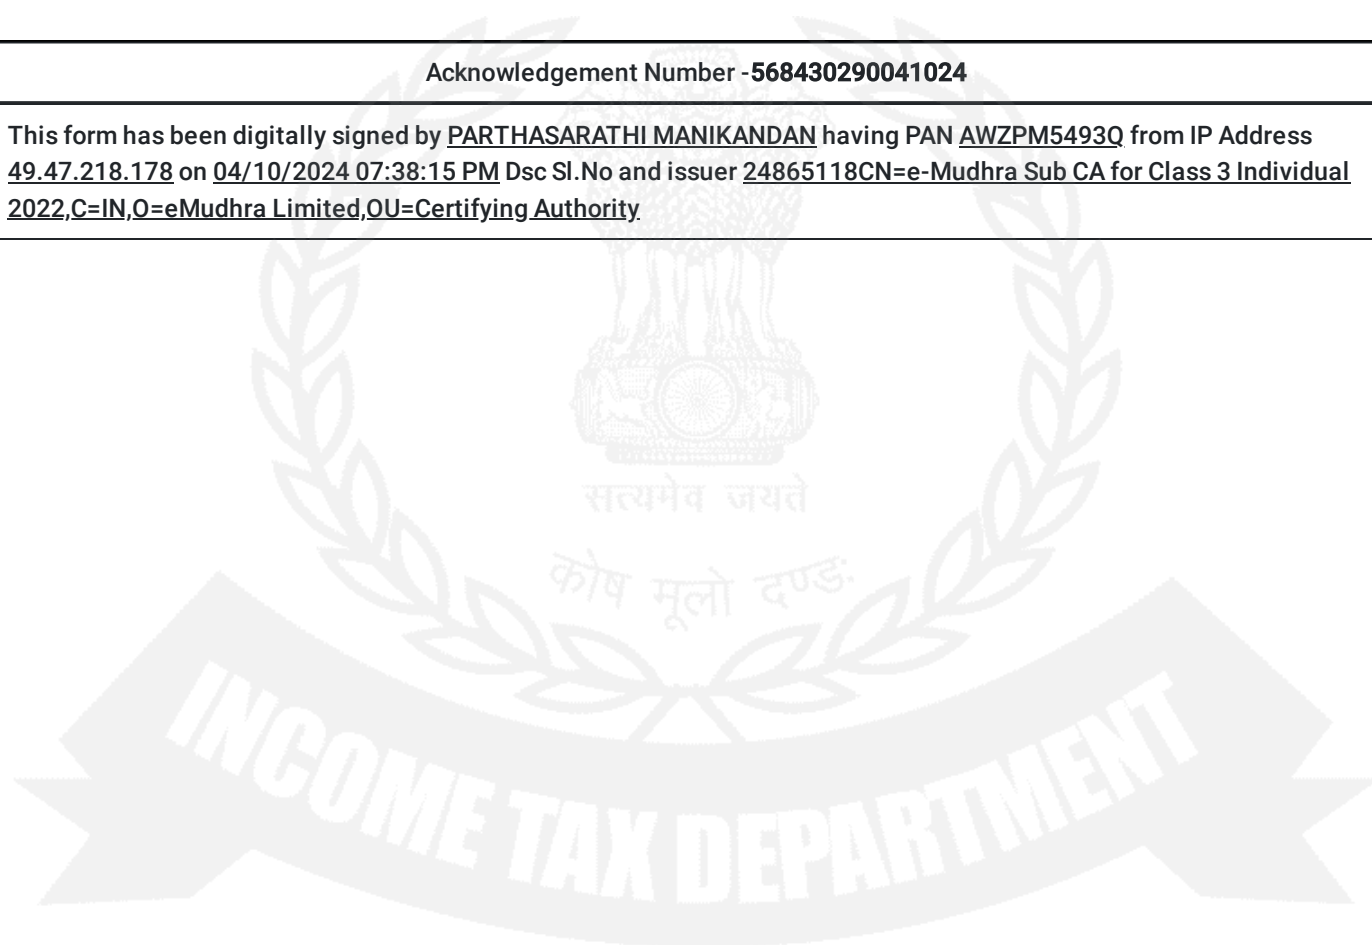 Acknowledgement Number -568430290041024
This form has been digitally signed by PARTHASARATHI MANIKANDAN having PAN AWZPM5493Q from IP Address
49.47.218.178 on 04/10/2024 07:38:15 PM Dsc Sl.No and issuer 24865118CN=e-Mudhra Sub CA for Class 3 Individual
2022,C=IN,O=eMudhra Limited,OU=Certifying Authority
सत्यमेव जयते
कोष मूलो दण्डः
INCOME TAX DEPARTMENT